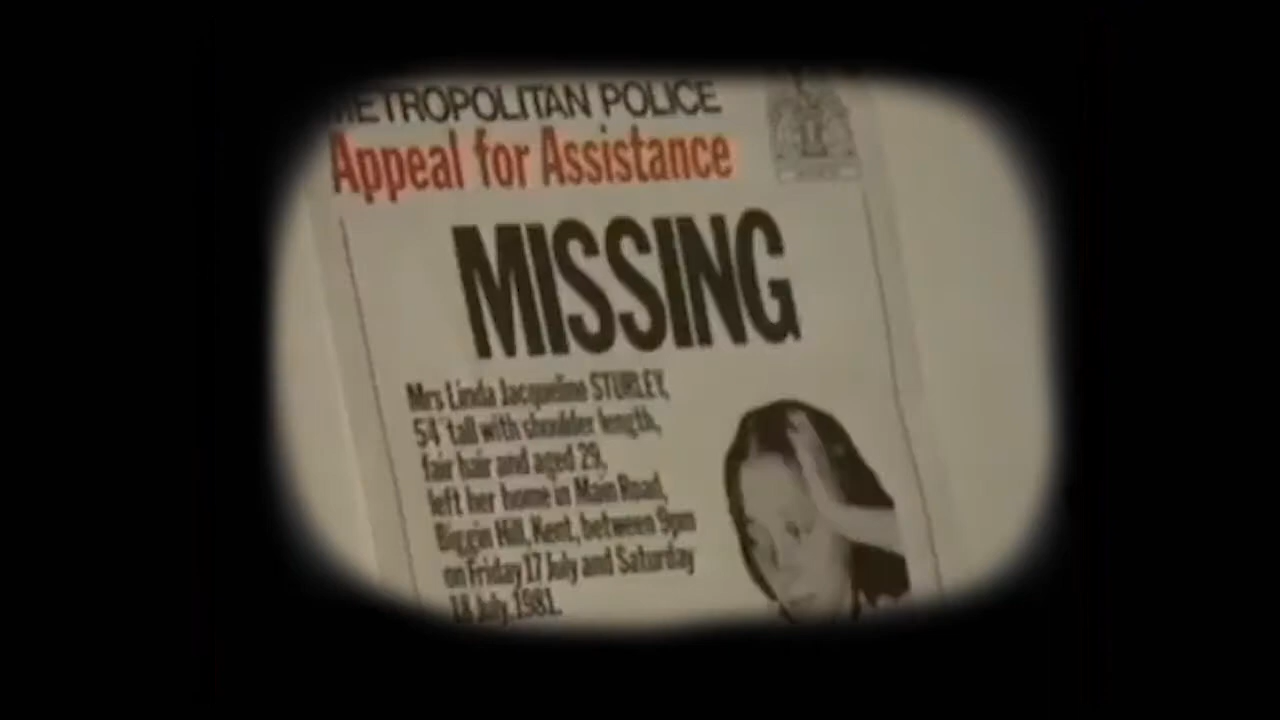 METROPOLITAN POLICE
Appeal for Assistance
MISSING
Mrs Linda Jacqueline STURLEY,
5'4" tall with shoulder length,
fair hair and aged 29,
left her home in Main Road,
Biggin Hill, Kent, between 9pm
on Friday 17 July and Saturday
18 July, 1981.